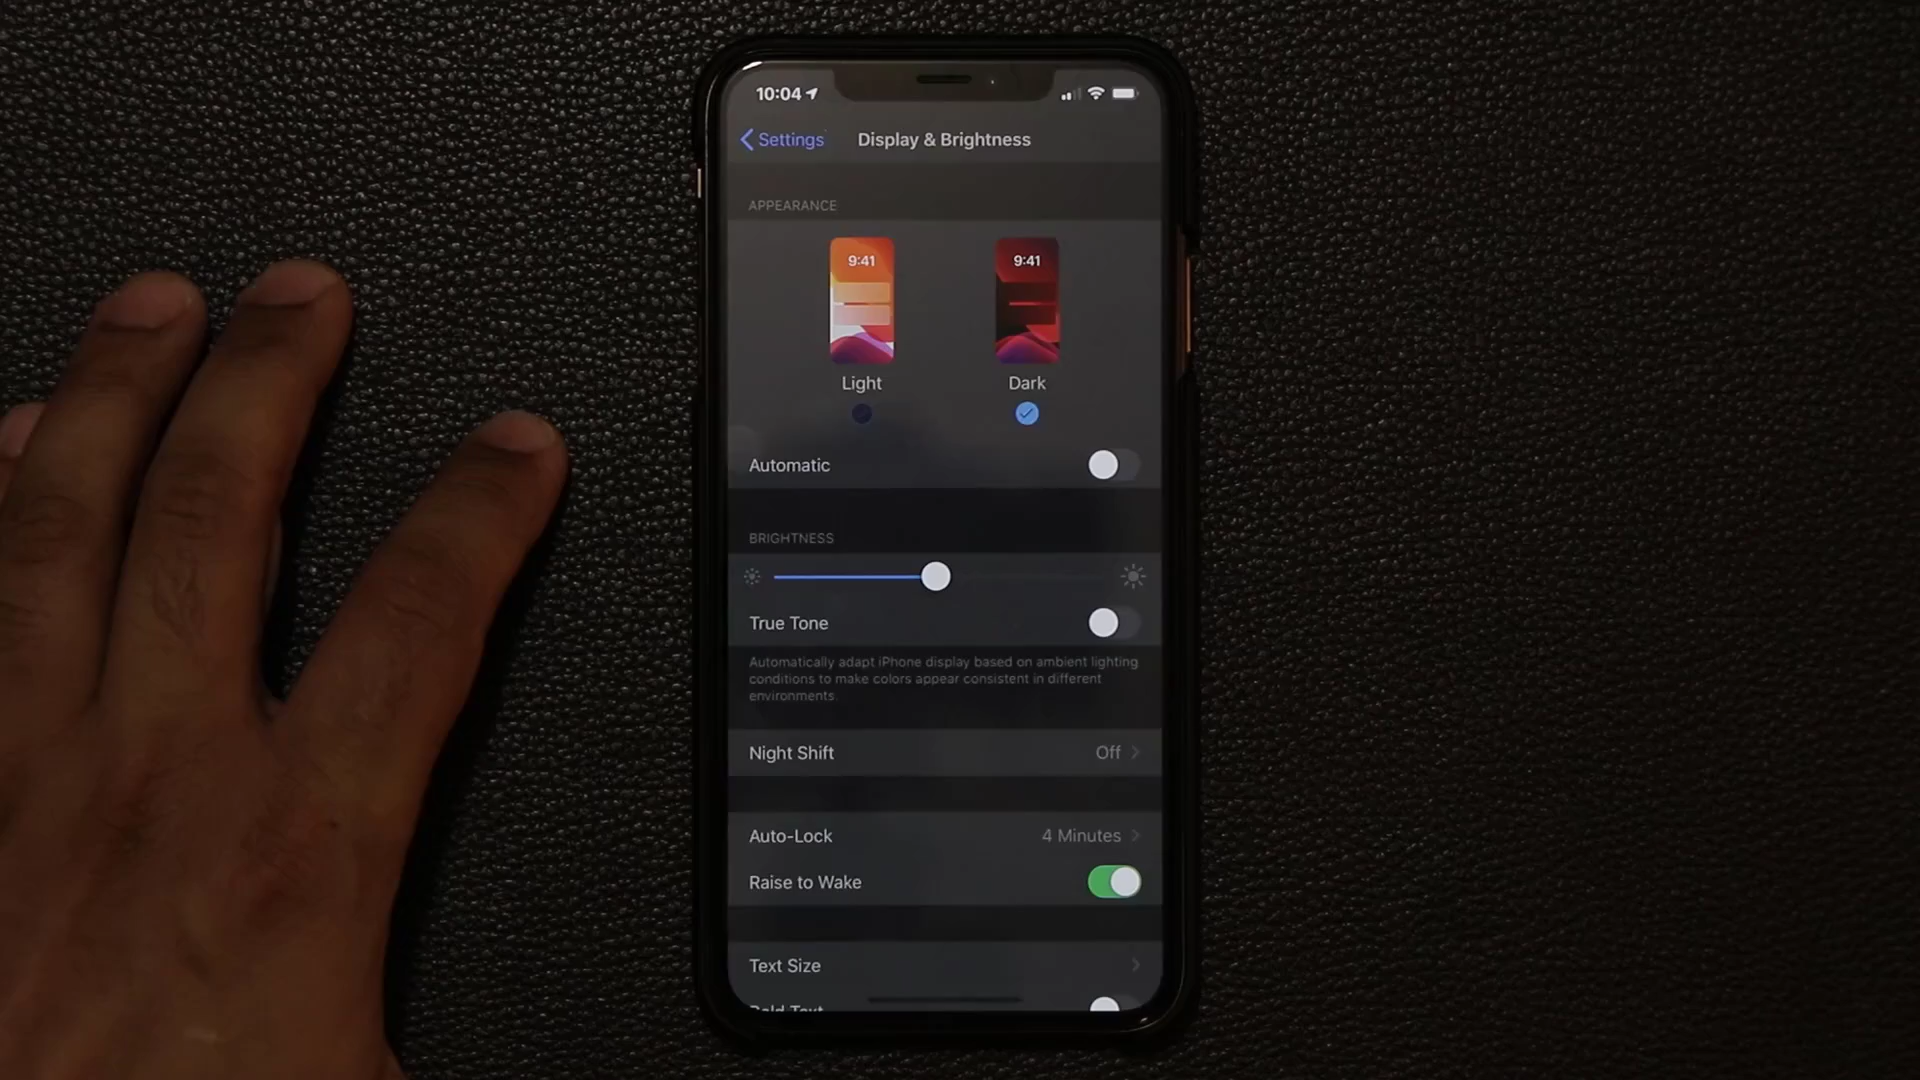 10:04
Settings
Display & Brightness
APPEARANCE
9:41
9:41
Light
Dark
Automatic
BRIGHTNESS
True Tone
Automatically adapt iPhone display based on ambient lighting
conditions to make colors appear consistent in different
environments.
Night Shift
Off
Auto-Lock
4 Minutes
Raise to Wake
Text Size
Bold Text